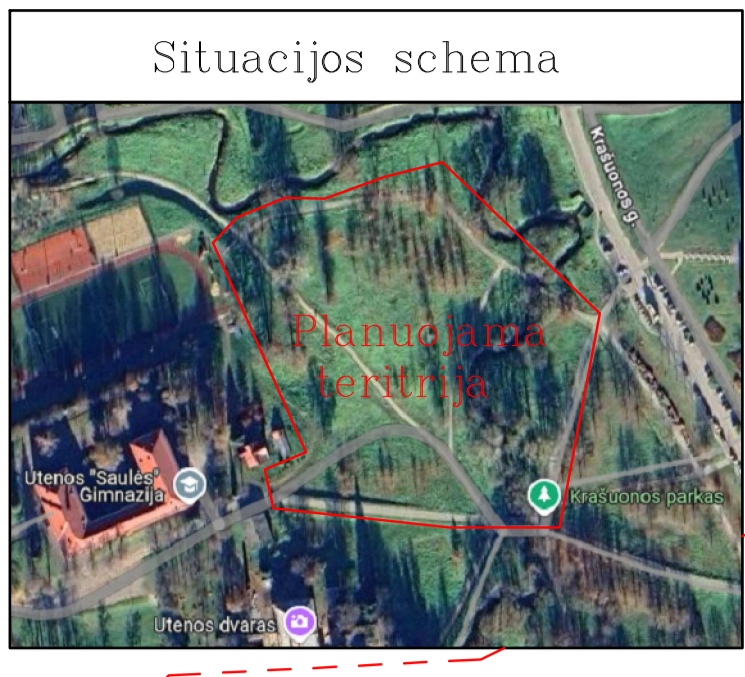 Situacijos schema
Krašuonos g.
Planuojama
teritrija
Utenos "Saulės"
Gimnazija
Krašuonos parkas
Utenos dvaras